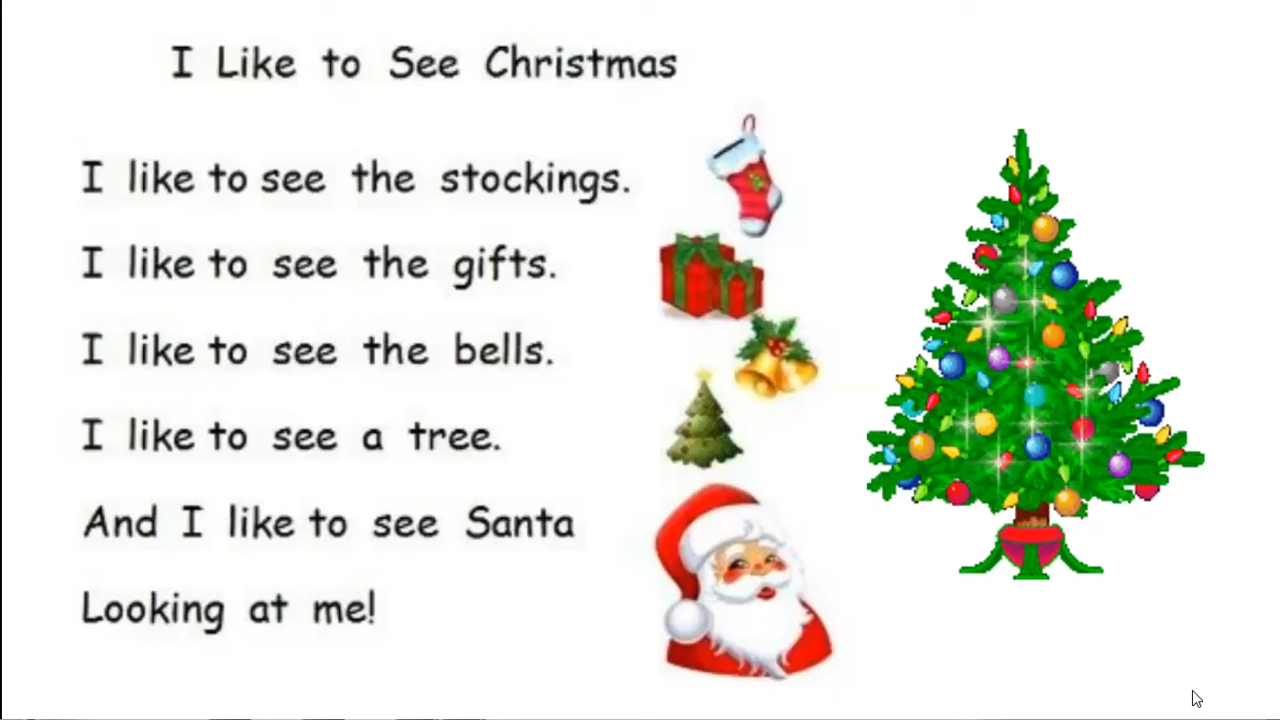 I Like to See Christmas
I like to see the stockings.
I like to see the gifts.
I like to see the bells.
I like to see a tree.
And I like to see Santa
Looking at me!